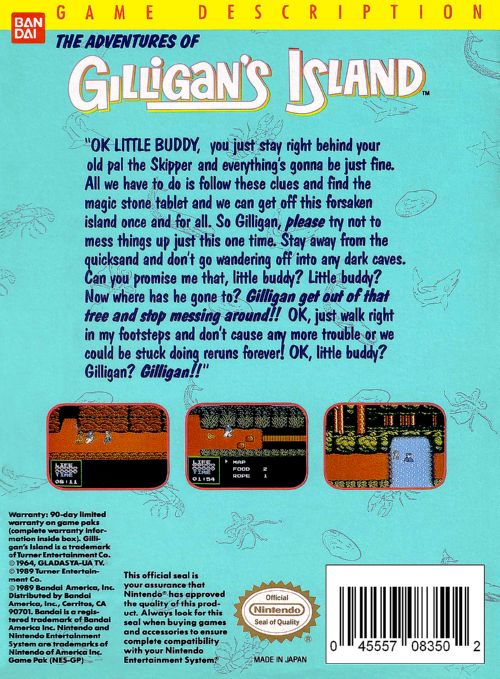 GAME DESCRIPTION
BAN
DAI
THE ADVENTURES OF
GILLIGAN'S ISLAND™
"OK LITTLE BUDDY, you just stay right behind your
old pal the Skipper and everything's gonna be just fine.
All we have to do is follow these clues and find the
magic stone tablet and we can get off this forsaken
island once and for all. So Gilligan, please try not to
mess things up just this one time. Stay away from the
quicksand and don't go wandering off into any dark caves.
Can you promise me that, little buddy? Little buddy?
Now where has he gone to? Gilligan get out of that
tree and stop messing around!! OK, just walk right
in my footsteps and don't cause any more trouble or we
could be stuck doing reruns forever! OK, little buddy?
Gilligan? Gilligan!!"
LIFE
TIME
08:11
LIFE
TIME
01:54
MAP
FOOD 2
ROPE 1
Warranty: 90-day limited
warranty on game paks
(complete warranty infor-
mation inside box). Gilli-
gan's Island is a trademark
of Turner Entertainment Co.
© 1964, GLADASYA-UA TV.
© 1989 Turner Entertain-
ment Co.
© 1989 Bandai America, Inc.
Distributed by Bandai
America, Inc., Cerritos, CA
90701. Bandai is a regis-
tered trademark of Bandai
America Inc. Nintendo and
Nintendo Entertainment
System are trademarks of
Nintendo of America Inc.
Game Pak (NES-GP)
This official seal is
your assurance that
Nintendo® has approved
the quality of this prod-
uct. Always look for this
seal when buying games
and accessories to ensure
complete compatibility
with your Nintendo
Entertainment System.®
Official
Nintendo
Seal of Quality
MADE IN JAPAN
0 45557 08350 2